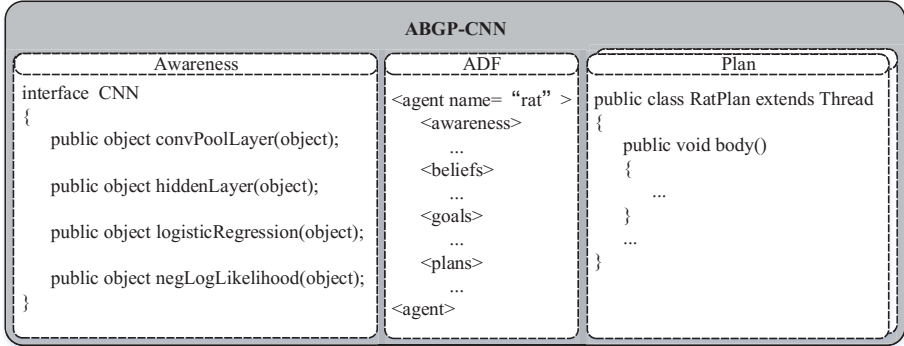 ABGP-CNN
Awareness
interface CNN
{
public object convPoolLayer(object);
public object hiddenLayer(object);
public object logisticRegression(object);
public object negLogLikelihood(object);
}
ADF
<agent name= “rat” >
<awareness>
...
<beliefs>
...
<goals>
...
<plans>
...
<agent>
Plan
public class RatPlan extends Thread
{
public void body()
{
...
}
...
}